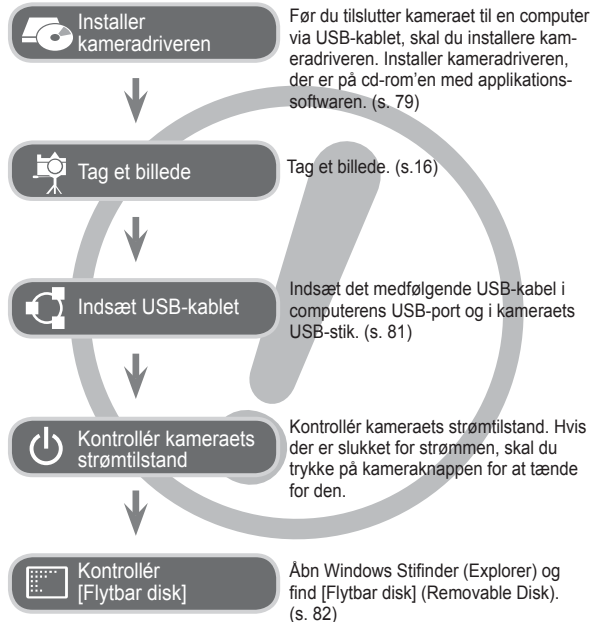 Installer
kameradriveren
Før du tilslutter kameraet til en computer
via USB-kablet, skal du installere kam-
eradriveren. Installer kameradriveren,
der er på cd-rom'en med applikations-
softwaren. (s. 79)
Tag et billede
Tag et billede. (s.16)
Indsæt USB-kablet
Indsæt det medfølgende USB-kabel i
computerens USB-port og i kameraets
USB-stik. (s. 81)
Kontrollér kameraets
strømtilstand
Kontrollér kameraets strømtilstand. Hvis
der er slukket for strømmen, skal du
trykke på kameraknappen for at tænde
for den.
Kontrollér
[Flytbar disk]
Åbn Windows Stifinder (Explorer) og
find [Flytbar disk] (Removable Disk).
(s. 82)